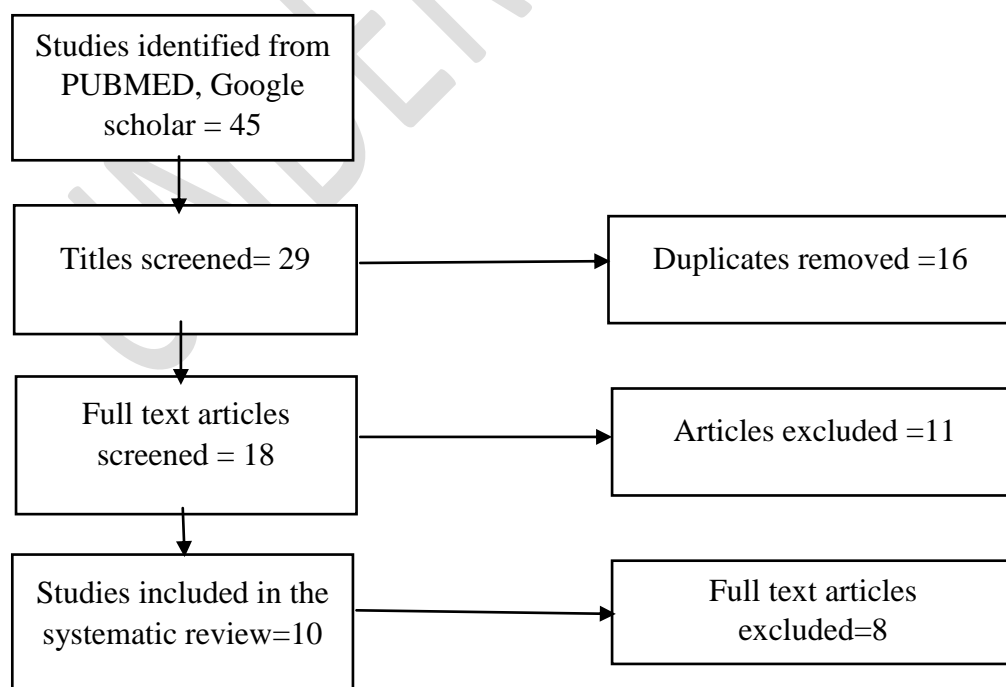 Studies identified from
PUBMED, Google
scholar = 45
Titles screened= 29
Duplicates removed =16
Full text articles
screened = 18
Articles excluded =11
Studies included in the
systematic review=10
Full text articles
excluded=8